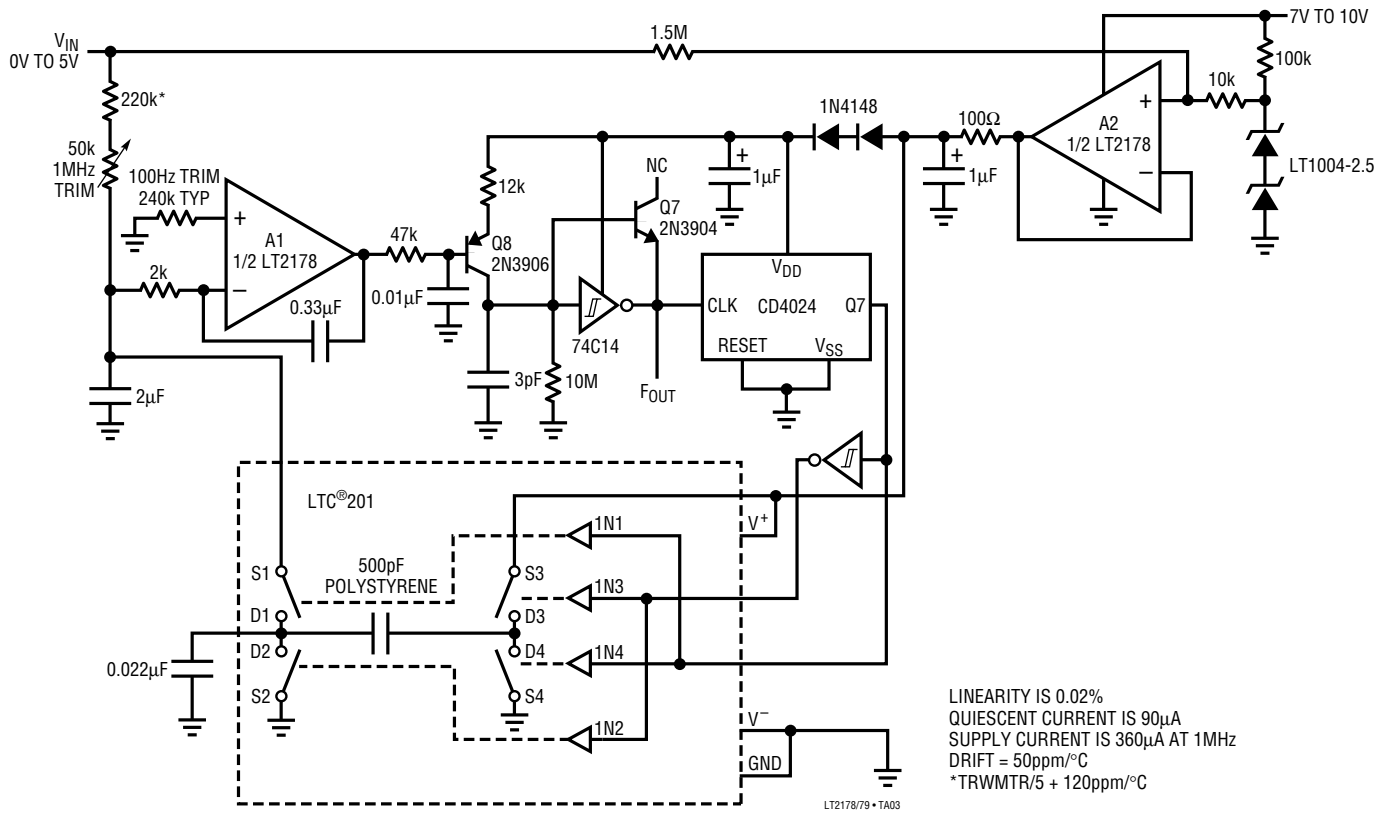 VIN
0V TO 5V
1.5M
7V TO 10V
220k*
100k
10k
50k
1MHz
TRIM
100Hz TRIM
240k TYP
+
A1
1/2 LT2178
−
2k
0.33µF
47k
0.01µF
12k
Q8
2N3906
NC
Q7
2N3904
+
1µF
1N4148
+
1µF
100Ω
A2
1/2 LT2178
+
−
LT1004-2.5
2µF
3pF
10M
74C14
FOUT
VDD
CLK
CD4024
Q7
RESET
VSS
LTC®201
V+
1N1
500pF
POLYSTYRENE
S1
S3
1N3
D1
D3
D2
D4
1N4
0.022µF
S2
S4
1N2
V−
GND
LINEARITY IS 0.02%
QUIESCENT CURRENT IS 90µA
SUPPLY CURRENT IS 360µA AT 1MHz
DRIFT = 50ppm/°C
*TRWMTR/5 + 120ppm/°C
LT2178/79 • TA03